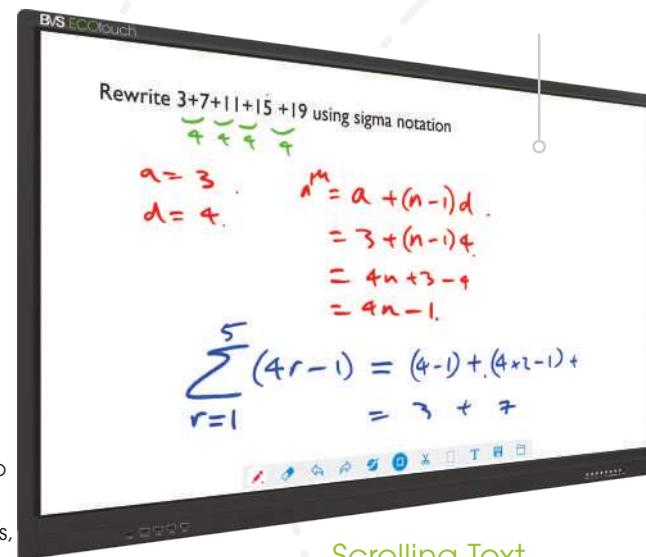 BVS ECOtouch
Rewrite 3+7+11+15+19 using sigma notation
4 4 4 4
a = 3.
d = 4.
nᵗʰ = a + (n-1)d.
= 3 + (n-1)4.
= 4n + 3 - 4
= 4n - 1.
5
∑ (4r - 1) = (4-1) + (4×2-1) +
r=1
= 3 + 7
T
s,
Scrolling Text